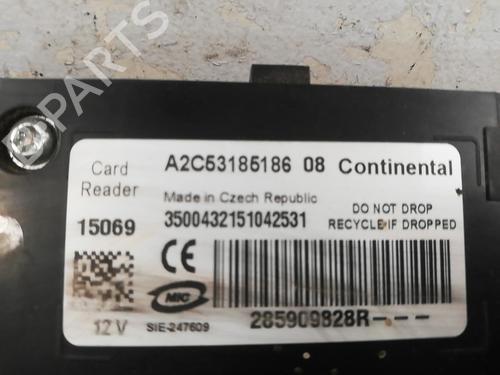 Card
Reader
A2C53185186 08 Continental
Made in Czech Republic
15069
3500432151042531
DO NOT DROP
RECYCLE IF DROPPED
CE
MIC
12 V
SIE-247609
285909828R---